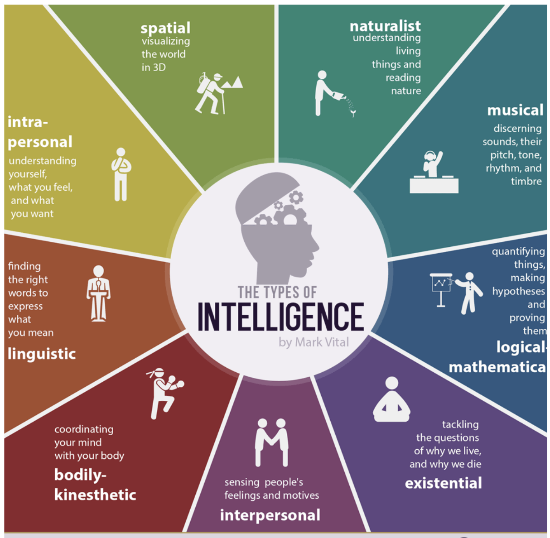 spatial
visualizing
the world
in 3D
naturalist
understanding
living
things and
reading
nature
musical
discerning
sounds, their
pitch, tone,
rhythm, and
timbre
quantifying
things,
making
hypotheses
and
proving
them
logical-
mathematica
tackling
the questions
of why we live,
and why we die
existential
sensing people's
feelings and motives
interpersonal
coordinating
your mind
with your body
bodily-
kinesthetic
finding
the right
words to
express
what
you mean
linguistic
intra-
personal
understanding
yourself,
what you feel,
and what
you want
THE TYPES OF
INTELLIGENCE
by Mark Vital